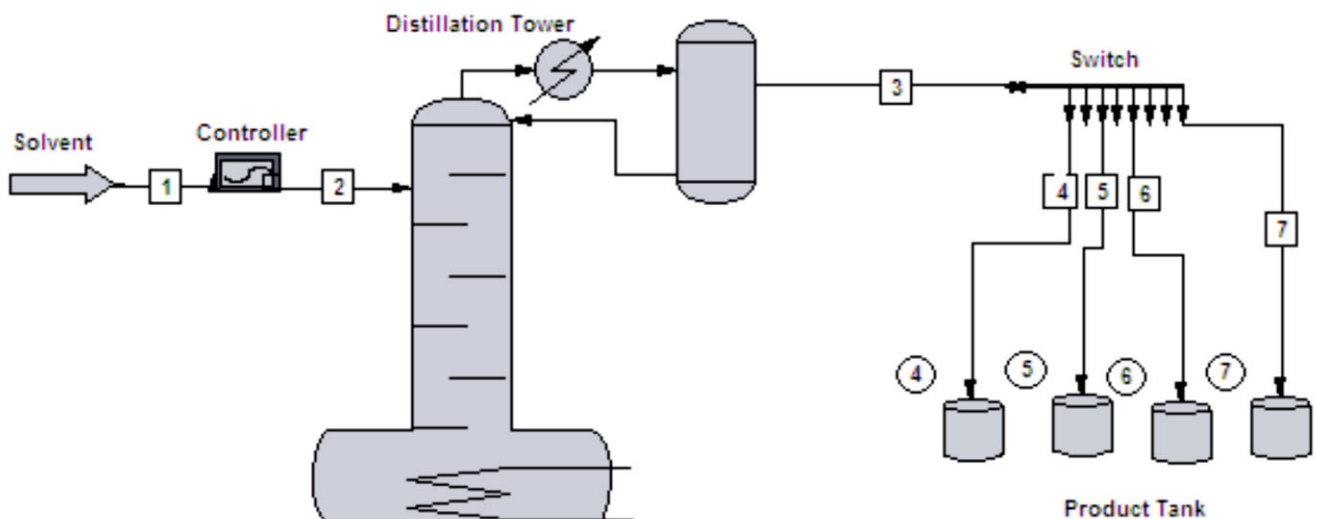 Distillation Tower
Switch
3
Solvent
Controller
1
2
4
5
6
7
4
5
6
7
Product Tank